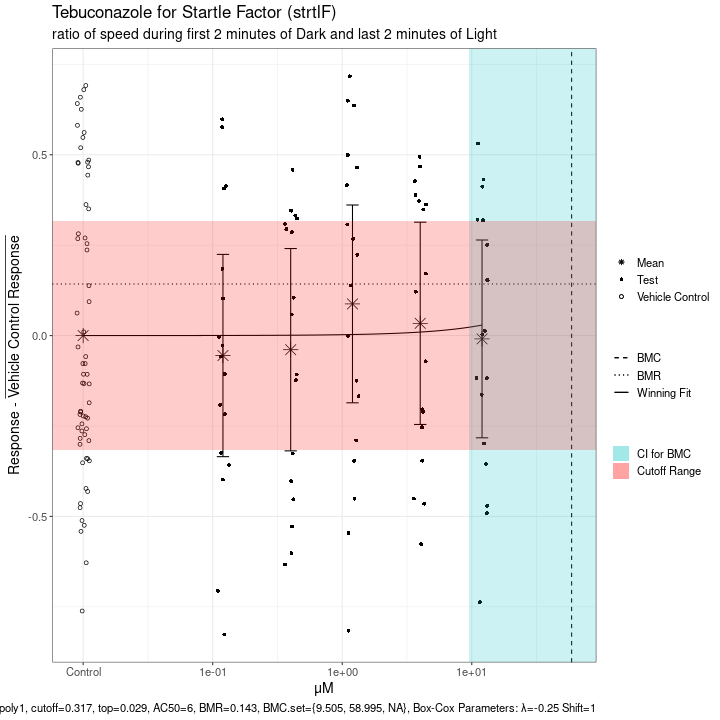 Tebuconazole for Startle Factor (strtlF)
ratio of speed during first 2 minutes of Dark and last 2 minutes of Light
Response - Vehicle Control Response
0.5
0.0
-0.5
Control
1e-01
1e+00
1e+01
μM
Mean
Test
Vehicle Control
BMC
BMR
Winning Fit
CI for BMC
Cutoff Range
poly1, cutoff=0.317, top=0.029, AC50=6, BMR=0.143, BMC.set={9.505, 58.995, NA}, Box-Cox Parameters: λ=-0.25 Shift=1